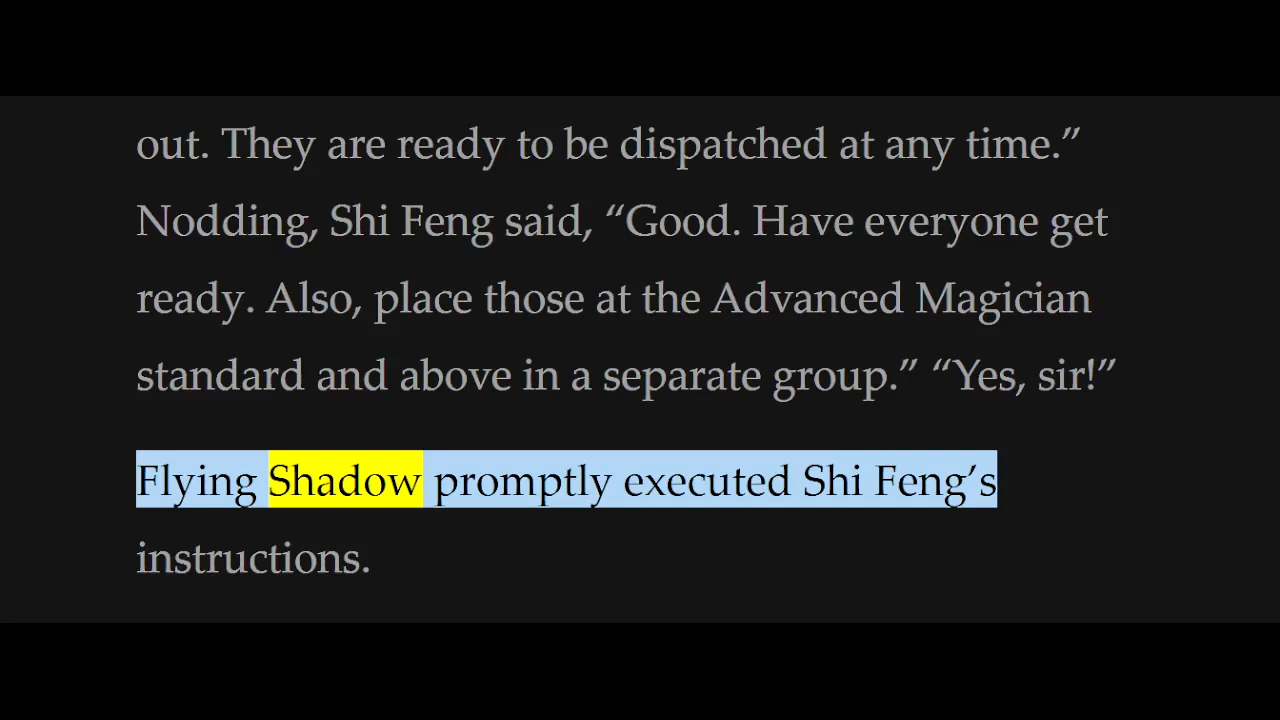 out. They are ready to be dispatched at any time.”
Nodding, Shi Feng said, “Good. Have everyone get
ready. Also, place those at the Advanced Magician
standard and above in a separate group.” “Yes, sir!”
Flying Shadow promptly executed Shi Feng’s
instructions.